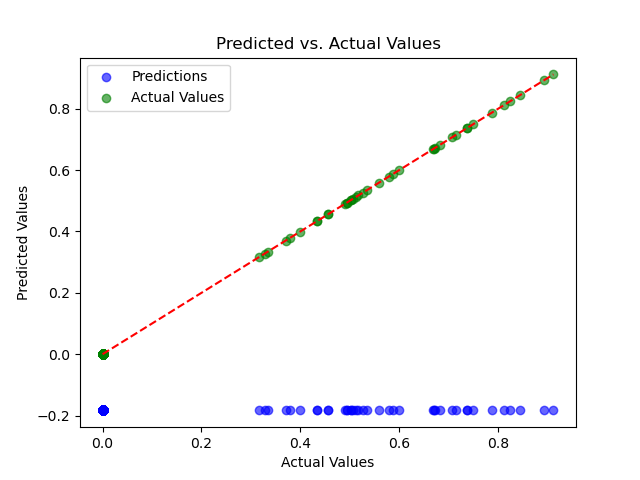 Predicted vs. Actual Values
Predictions
Actual Values
Predicted Values
0.8
0.6
0.4
0.2
0.0
−0.2
0.0 0.2 0.4 0.6 0.8
Actual Values